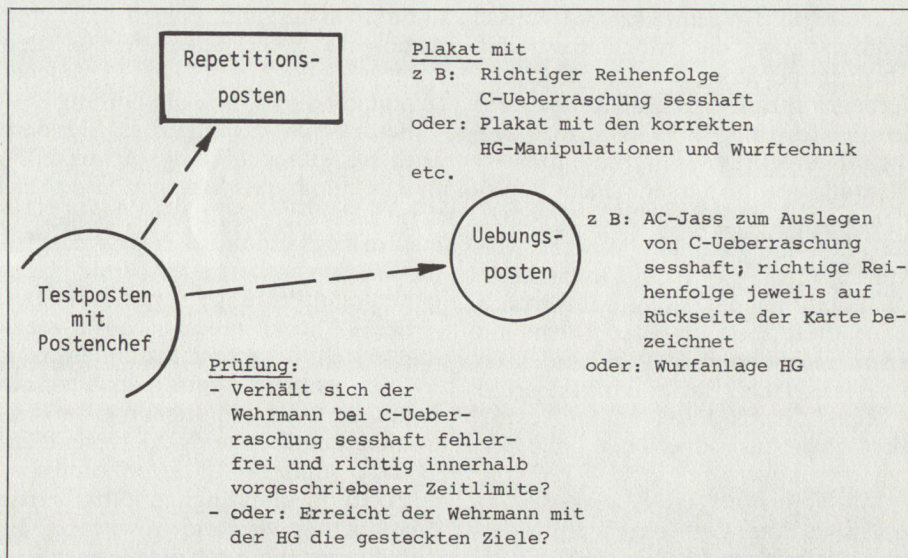 Repetitions-
posten
Plakat mit
z B: Richtiger Reihenfolge
C-Ueberraschung sesshaft
oder: Plakat mit den korrekten
HG-Manipulationen und Wurftechnik
etc.
Uebungs-
posten
z B: AC-Jass zum Auslegen
von C-Ueberraschung
sesshaft; richtige Rei-
henfolge jeweils auf
Rückseite der Karte be-
zeichnet
oder: Wurfanlage HG
Testposten
mit
Postenchef
Prüfung:
- Verhält sich der
Wehrmann bei C-Ueber
raschung sesshaft fehler-
frei und richtig innerhalb
vorgeschriebener Zeitlimite?
- oder: Erreicht der Wehrmann mit
der HG die gesteckten Ziele?